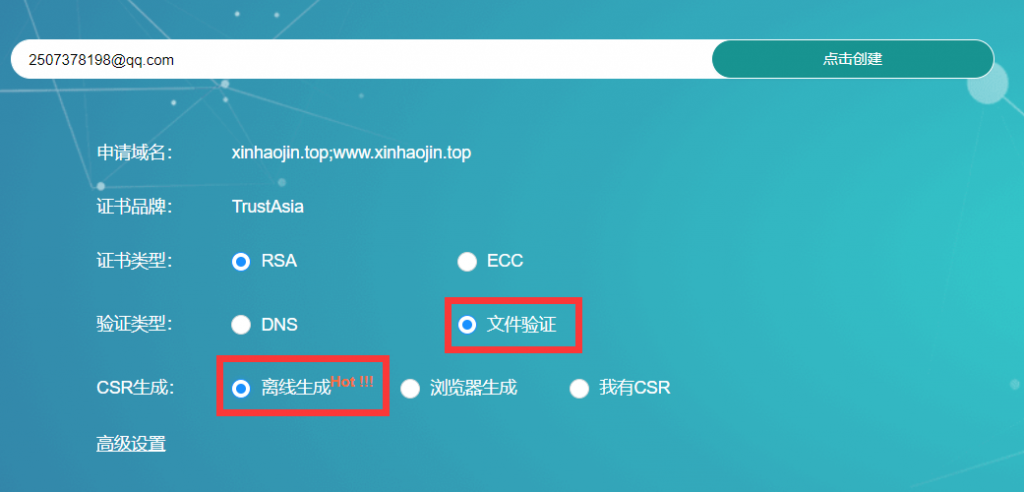 2507378198@qq.com 点击创建
申请域名: xinhaojin.top;www.xinhaojin.top
证书品牌: TrustAsia
证书类型: RSA ECC
验证类型: DNS 文件验证
CSR生成: 离线生成Hot !!! 浏览器生成 我有CSR
高级设置